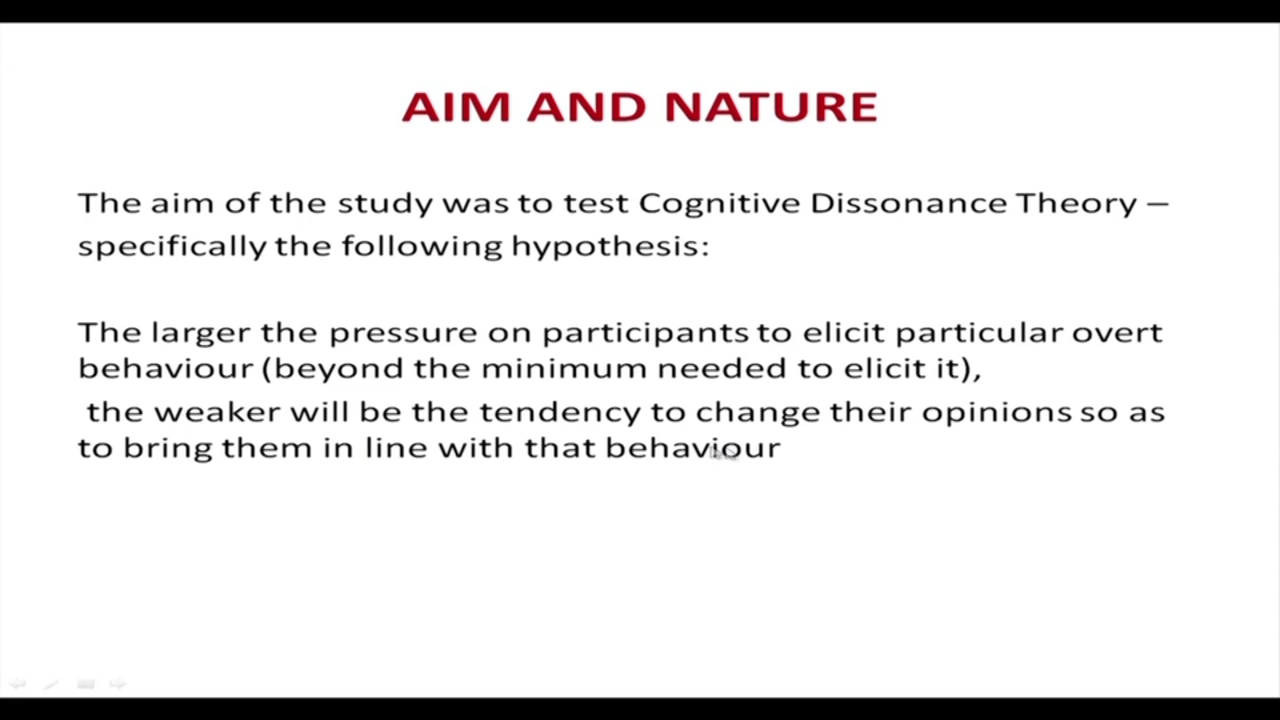 AIM AND NATURE
The aim of the study was to test Cognitive Dissonance Theory –
specifically the following hypothesis:
The larger the pressure on participants to elicit particular overt
behaviour (beyond the minimum needed to elicit it),
the weaker will be the tendency to change their opinions so as
to bring them in line with that behaviour